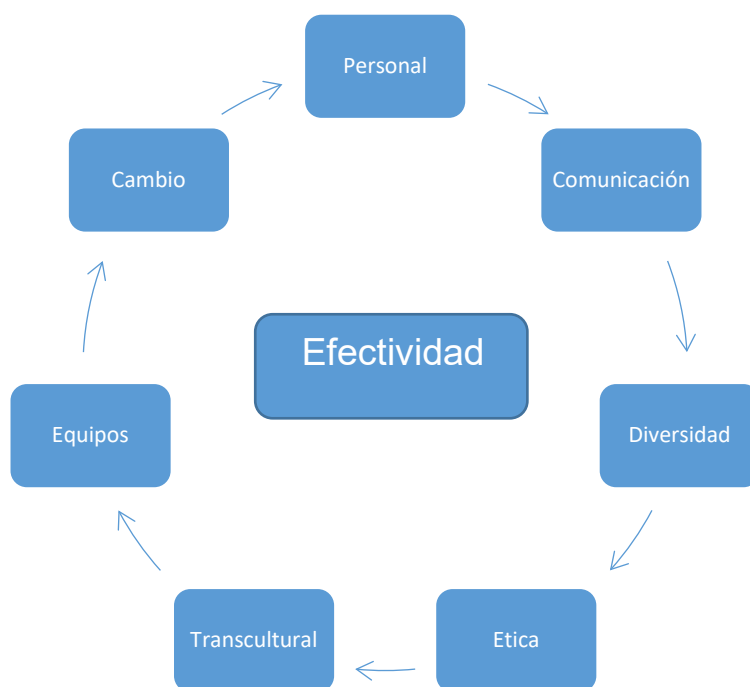 Personal
Comunicación
Diversidad
Etica
Transcultural
Equipos
Cambio
Efectividad